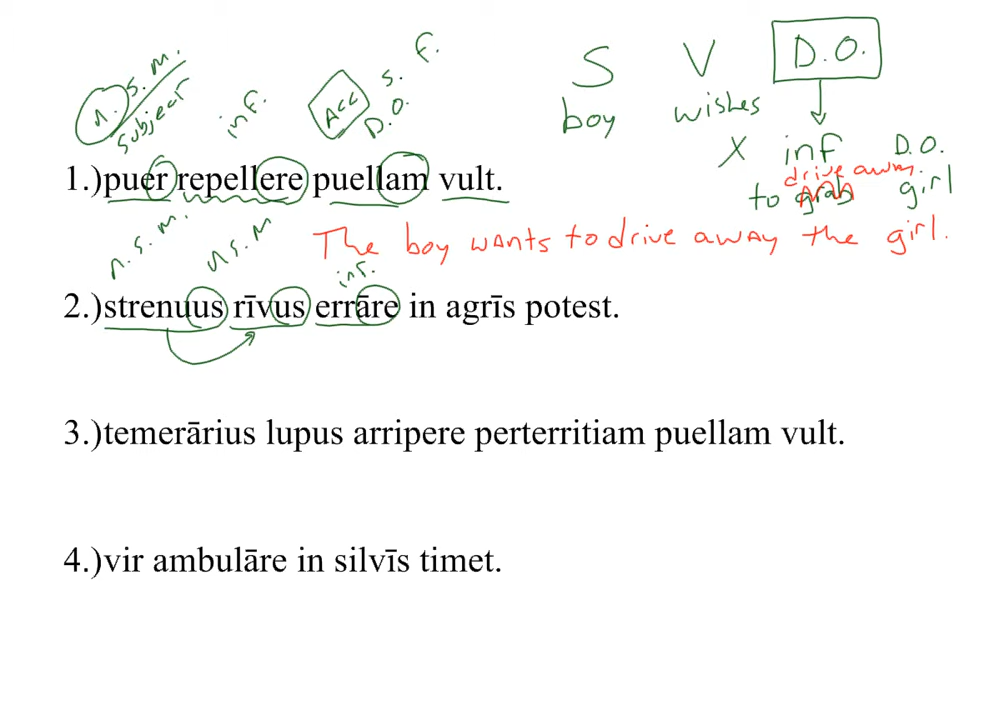 n. s. m.
subject
inf.
Acc s. f.
D.O.
S V D.O.
boy wishes
X inf D.O.
drive away.
to grab girl
1.)puer repellere puellam vult.
The boy wants to drive away the girl.
n. s. m. n s. m inf.
2.)strenuus rīvus errāre in agrīs potest.
3.)temerārius lupus arripere perterritiam puellam vult.
4.)vir ambulāre in silvīs timet.